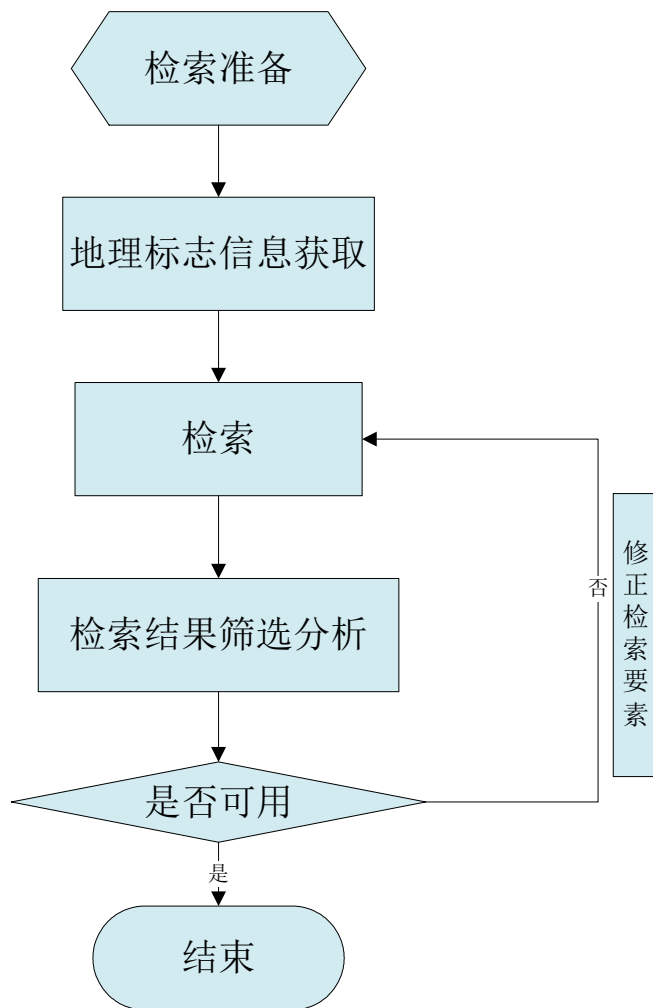 检索准备
地理标志信息获取
检索
检索结果筛选分析
是否可用
否
修正检索要素
是
结束